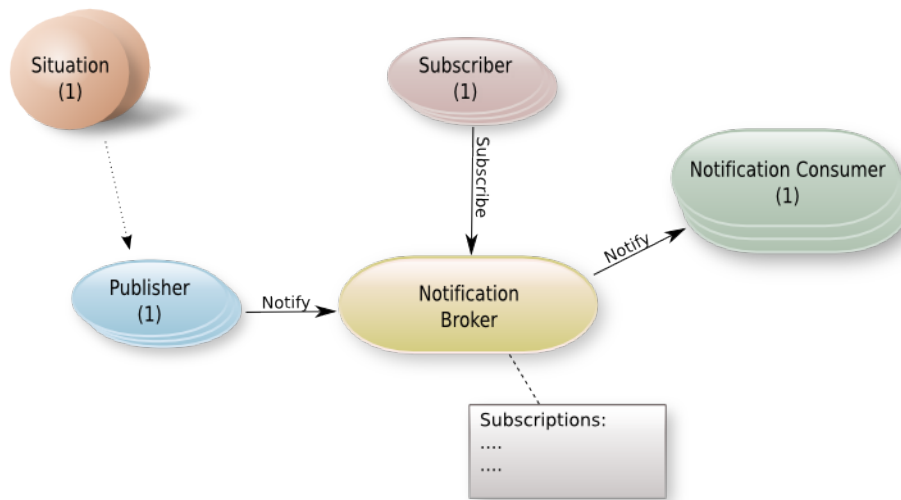 Situation
(1)
Subscriber
(1)
Subscribe
Notification Consumer
(1)
Notify
Publisher
(1)
Notify
Notification
Broker
Subscriptions:
....
....